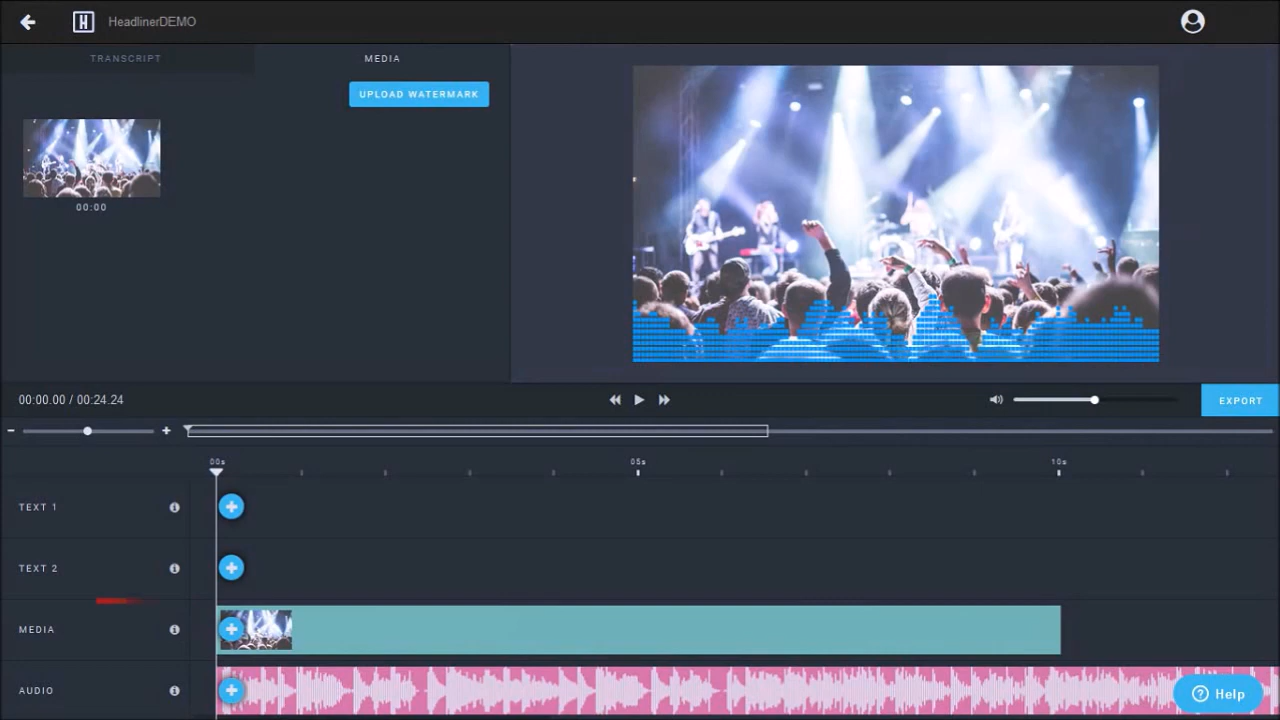 H HeadlinerDEMO
TRANSCRIPT MEDIA
UPLOAD WATERMARK
00:00
00:00.00 / 00:24.24
EXPORT
00s 05s 10s
TEXT 1
TEXT 2
MEDIA
AUDIO
Help